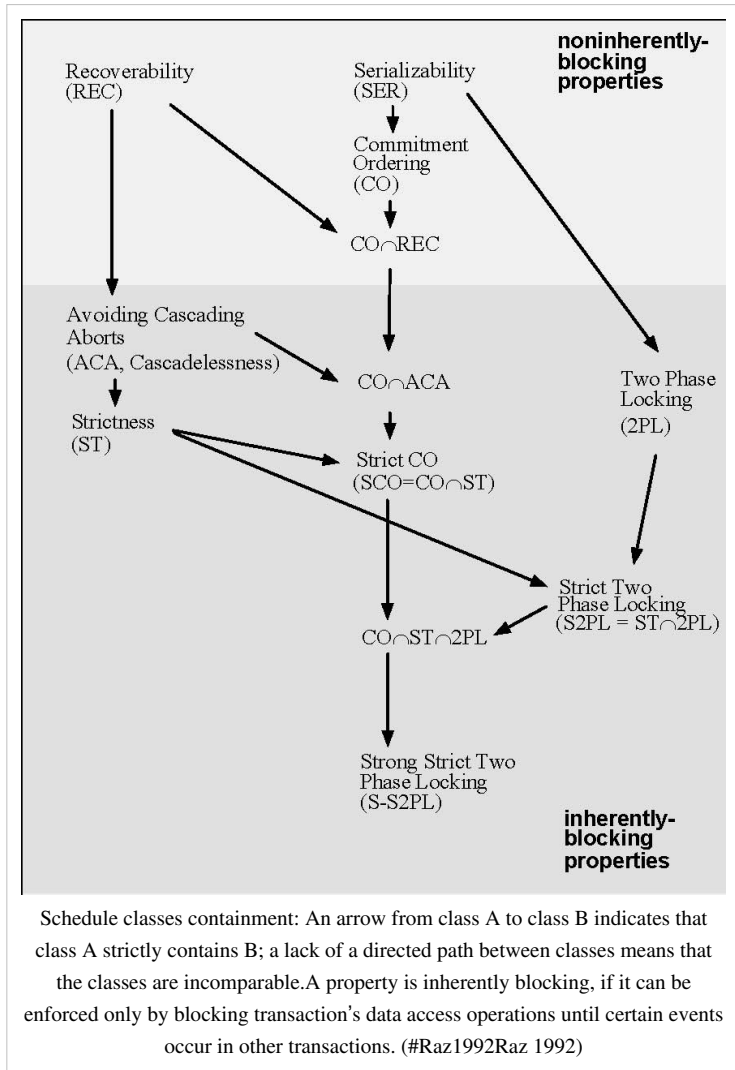 noninherently-
blocking
properties
Recoverability
(REC)
Serializability
(SER)
Commitment
Ordering
(CO)
CO∩REC
Avoiding Cascading
Aborts
(ACA, Cascadelessness)
CO∩ACA
Two Phase
Locking
(2PL)
Strictness
(ST)
Strict CO
(SCO=CO∩ST)
Strict Two
Phase Locking
(S2PL = ST∩2PL)
CO∩ST∩2PL
Strong Strict Two
Phase Locking
(S-S2PL)
inherently-
blocking
properties
Schedule classes containment: An arrow from class A to class B indicates that
class A strictly contains B; a lack of a directed path between classes means that
the classes are incomparable.A property is inherently blocking, if it can be
enforced only by blocking transaction's data access operations until certain events
occur in other transactions. (#Raz1992Raz 1992)